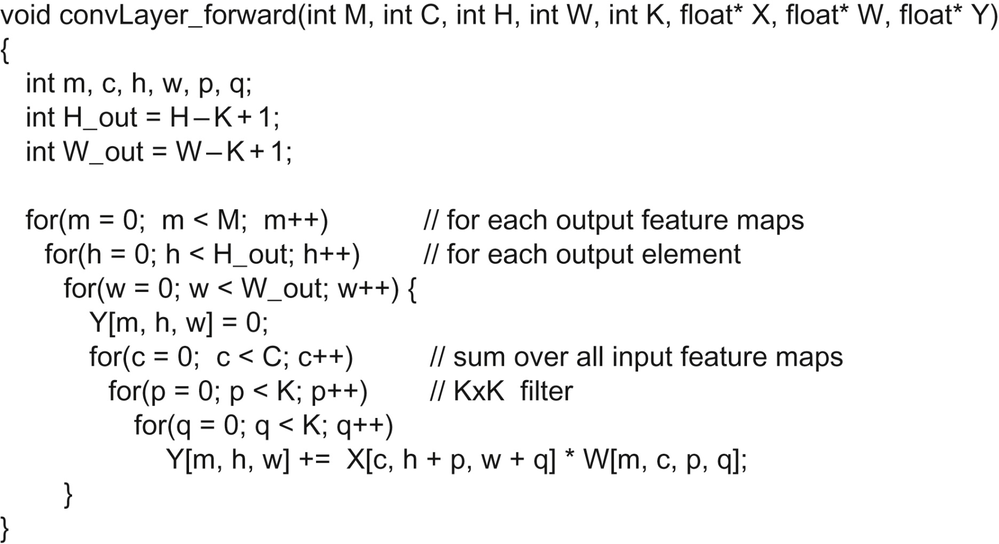 void convLayer_forward(int M, int C, int H, int W, int K, float* X, float* W, float* Y)
{
int m, c, h, w, p, q;
int H_out = H–K+1;
int W_out = W–K+1;
for(m = 0; m < M; m++) // for each output feature maps
for(h = 0; h < H_out; h++) // for each output element
for(w = 0; w < W_out; w++) {
Y[m, h, w] = 0;
for(c = 0; c < C; c++) // sum over all input feature maps
for(p = 0; p < K; p++) // KxK filter
for(q = 0; q < K; q++)
Y[m, h, w] += X[c, h + p, w + q] * W[m, c, p, q];
}
}